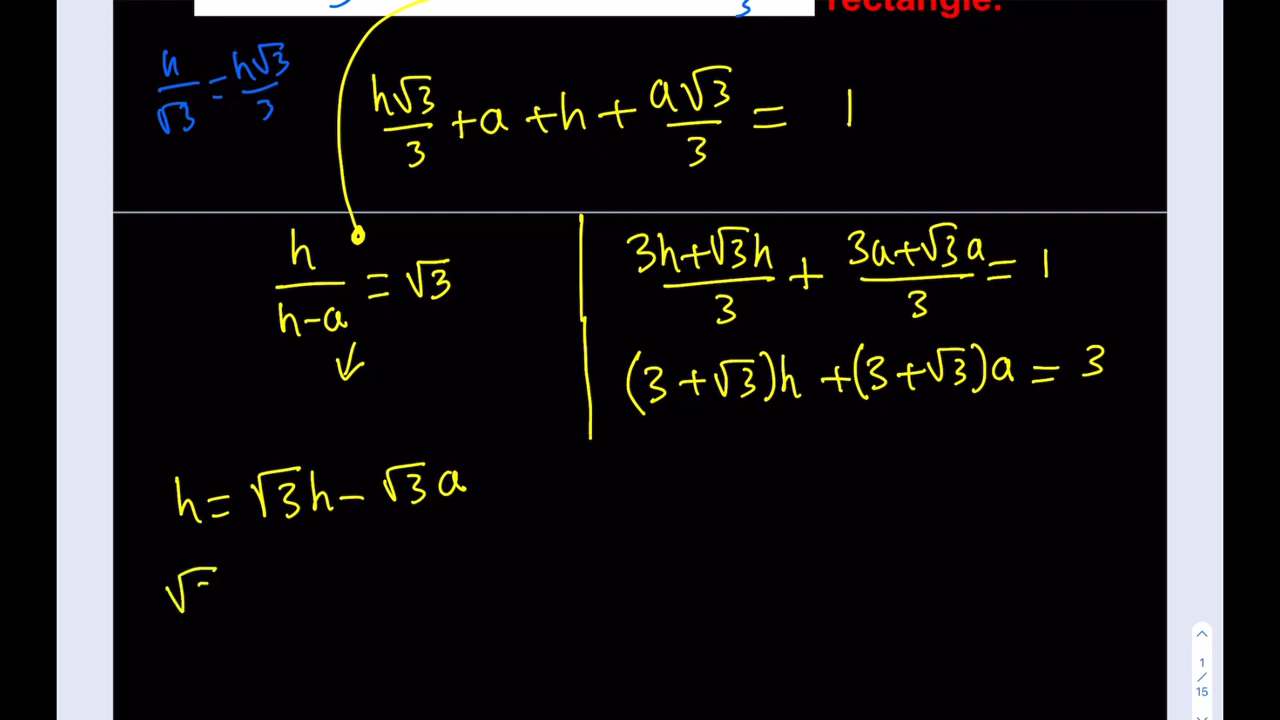 rectangle.
3
h/√3 = h√3/3
h√3/3 + a + h + a√3/3 = 1
h/(h-a) = √3
3h+√3h/3 + 3a+√3a/3 = 1
(3+√3)h + (3+√3)a = 3
h = √3h - √3a
√
1
/
15